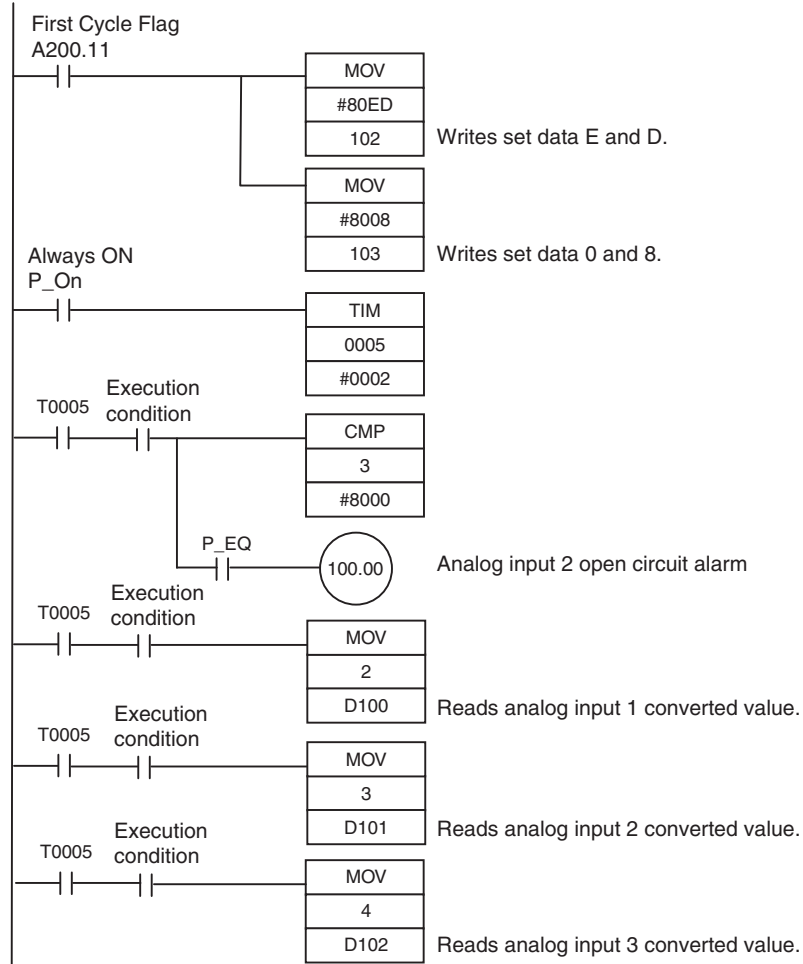 First Cycle Flag
A200.11
MOV
#80ED
102 Writes set data E and D.
MOV
#8008
103 Writes set data 0 and 8.
Always ON
P_On
TIM
0005
#0002
T0005 Execution condition
CMP
3
#8000
P_EQ
100.00 Analog input 2 open circuit alarm
T0005 Execution condition
MOV
2
D100 Reads analog input 1 converted value.
T0005 Execution condition
MOV
3
D101 Reads analog input 2 converted value.
T0005 Execution condition
MOV
4
D102 Reads analog input 3 converted value.